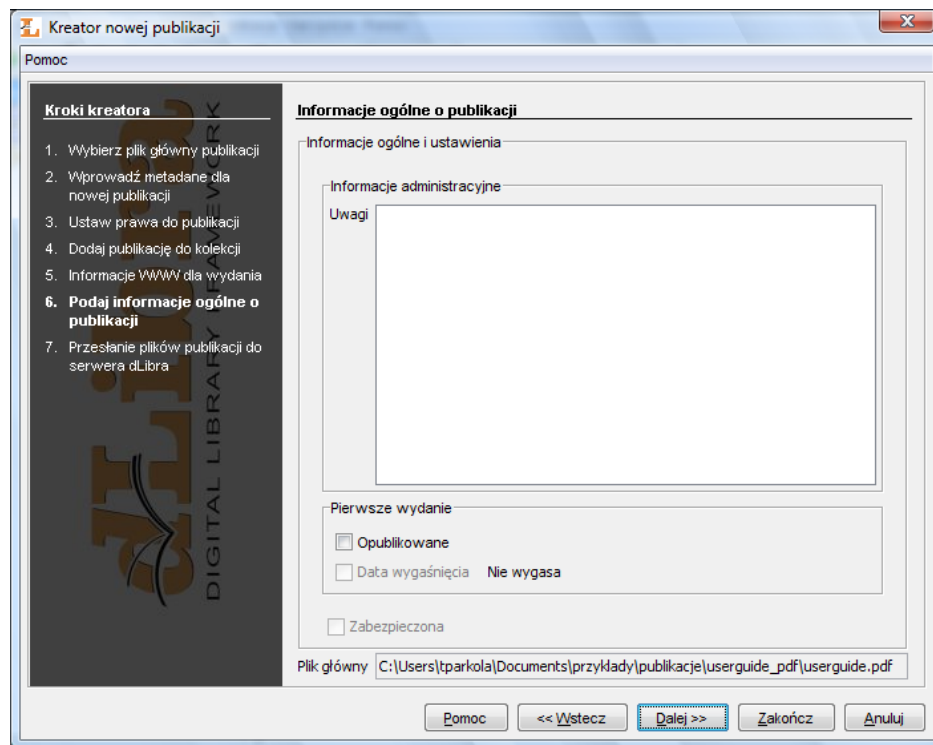 Kreator nowej publikacji
Pomoc
Kroki kreatora
1. Wybierz plik główny publikacji
2. Wprowadź metadane dla
nowej publikacji
3. Ustaw prawa do publikacji
4. Dodaj publikację do kolekcji
5. Informacje WWW dla wydania
6. Podaj informacje ogólne o
publikacji
7. Przesłanie plików publikacji do
serwera dLibra
dLibra
DIGITAL LIBRARY FRAMEWORK
Informacje ogólne o publikacji
Informacje ogólne i ustawienia
Informacje administracyjne
Uwagi
Pierwsze wydanie
Opublikowane
Data wygaśnięcia Nie wygasa
Zabezpieczona
Plik główny C:\Users\tparkola\Documents\przykłady\publikacje\userguide_pdf\userguide.pdf
Pomoc << Wstecz Dalej >> Zakończ Anuluj